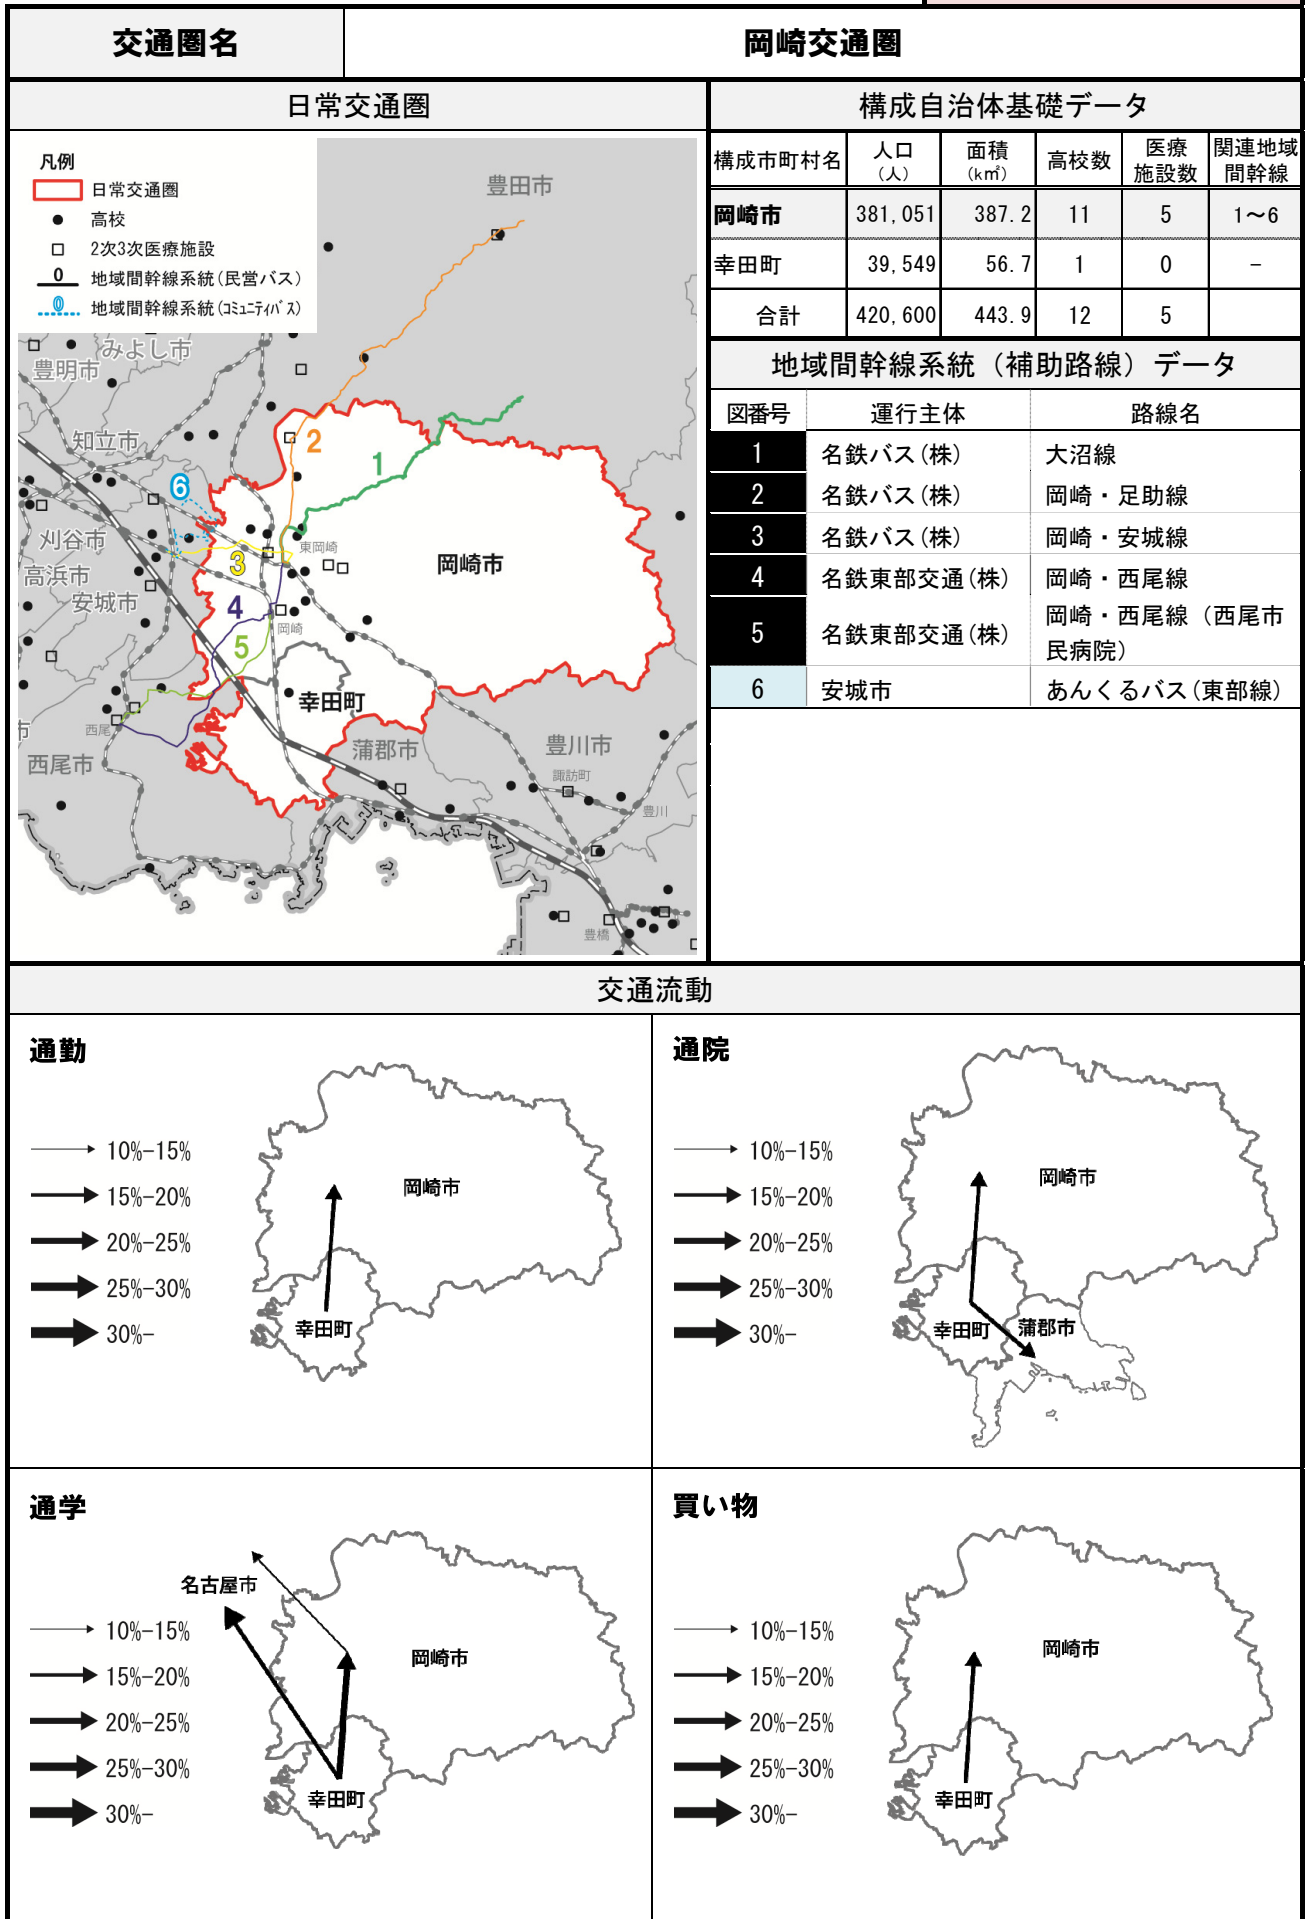 交通圏名
岡崎交通圏
日常交通圏
凡例
日常交通圏
高校
2次3次医療施設
0 地域間幹線系統(民営バス)
0 地域間幹線系統(コミュニティバス)
豊田市
みよし市
豊明市
知立市
刈谷市
高浜市
安城市
東岡崎
岡崎市
岡崎
幸田町
西尾
市
西尾市
蒲郡市
豊川市
諏訪町
豊川
豊橋
1
2
3
4
5
6
構成自治体基礎データ
構成市町村名 人口(人) 面積(k㎡) 高校数 医療施設数 関連地域間幹線
岡崎市 381,051 387.2 11 5 1～6
幸田町 39,549 56.7 1 0 −
合計 420,600 443.9 12 5
地域間幹線系統（補助路線）データ
図番号 運行主体 路線名
1 名鉄バス(株) 大沼線
2 名鉄バス(株) 岡崎・足助線
3 名鉄バス(株) 岡崎・安城線
4 名鉄東部交通(株) 岡崎・西尾線
5 名鉄東部交通(株) 岡崎・西尾線（西尾市
民病院）
6 安城市 あんくるバス(東部線)
交通流動
通勤
10%−15%
15%−20%
20%−25%
25%−30%
30%−
岡崎市
幸田町
通院
10%−15%
15%−20%
20%−25%
25%−30%
30%−
岡崎市
幸田町
蒲郡市
通学
10%−15%
15%−20%
20%−25%
25%−30%
30%−
名古屋市
岡崎市
幸田町
買い物
10%−15%
15%−20%
20%−25%
25%−30%
30%−
岡崎市
幸田町